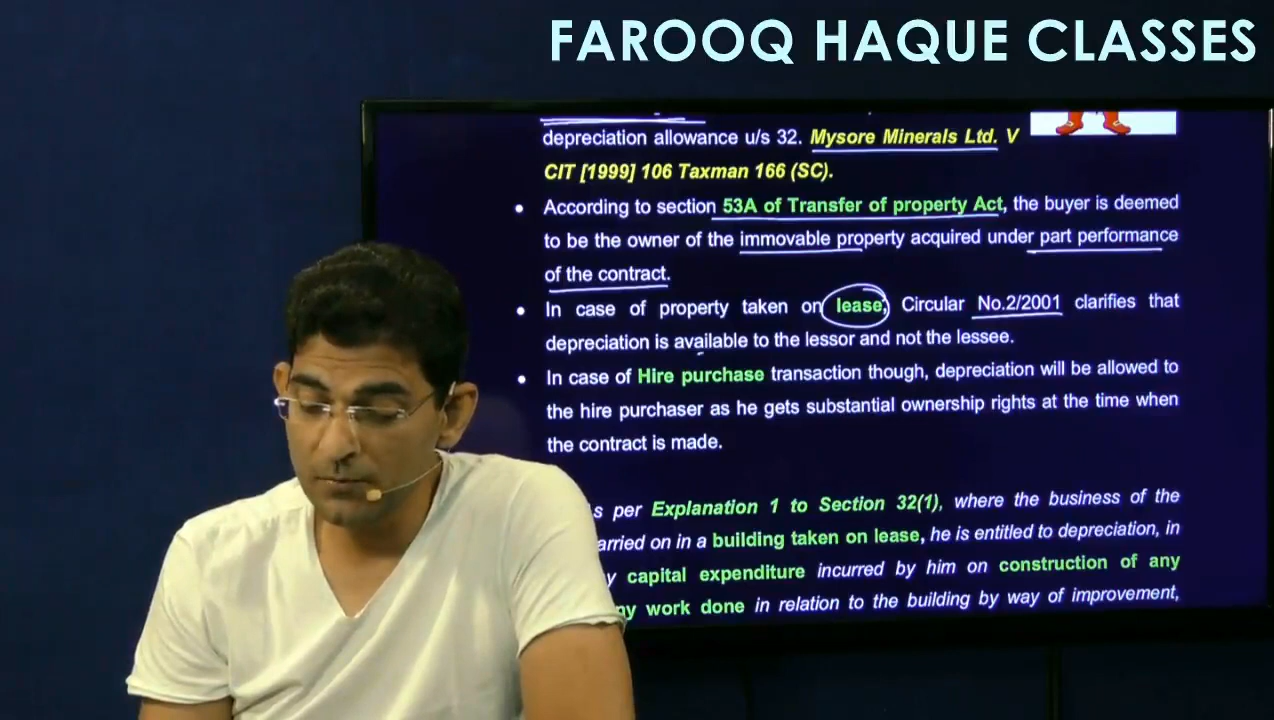 FAROOQ HAQUE CLASSES
depreciation allowance u/s 32. Mysore Minerals Ltd. V
CIT [1999] 106 Taxman 166 (SC).
• According to section 53A of Transfer of property Act, the buyer is deemed
to be the owner of the immovable property acquired under part performance
of the contract.
• In case of property taken on lease, Circular No.2/2001 clarifies that
depreciation is available to the lessor and not the lessee.
• In case of Hire purchase transaction though, depreciation will be allowed to
the hire purchaser as he gets substantial ownership rights at the time when
the contract is made.
s per Explanation 1 to Section 32(1), where the business of the
arried on in a building taken on lease, he is entitled to depreciation, in
y capital expenditure incurred by him on construction of any
ny work done in relation to the building by way of improvement,